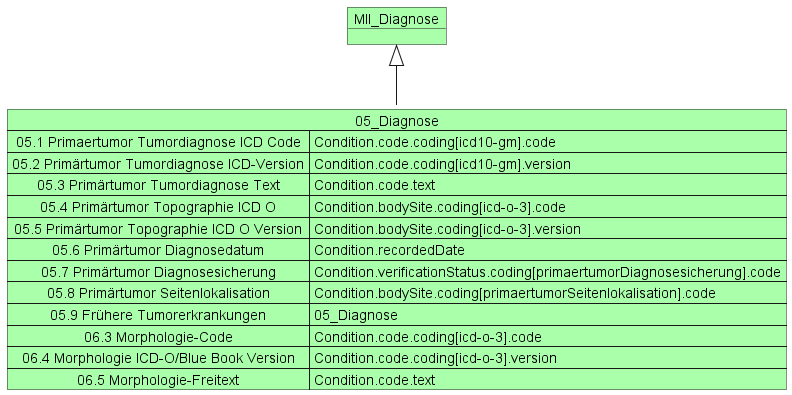 MII_Diagnose
05_Diagnose
05.1 Primaertumor Tumordiagnose ICD Code Condition.code.coding[icd10-gm].code
05.2 Primärtumor Tumordiagnose ICD-Version Condition.code.coding[icd10-gm].version
05.3 Primärtumor Tumordiagnose Text Condition.code.text
05.4 Primärtumor Topographie ICD O Condition.bodySite.coding[icd-o-3].code
05.5 Primärtumor Topographie ICD O Version Condition.bodySite.coding[icd-o-3].version
05.6 Primärtumor Diagnosedatum Condition.recordedDate
05.7 Primärtumor Diagnosesicherung Condition.verificationStatus.coding[primaertumorDiagnosesicherung].code
05.8 Primärtumor Seitenlokalisation Condition.bodySite.coding[primaertumorSeitenlokalisation].code
05.9 Frühere Tumorerkrankungen 05_Diagnose
06.3 Morphologie-Code Condition.code.coding[icd-o-3].code
06.4 Morphologie ICD-O/Blue Book Version Condition.code.coding[icd-o-3].version
06.5 Morphologie-Freitext Condition.code.text